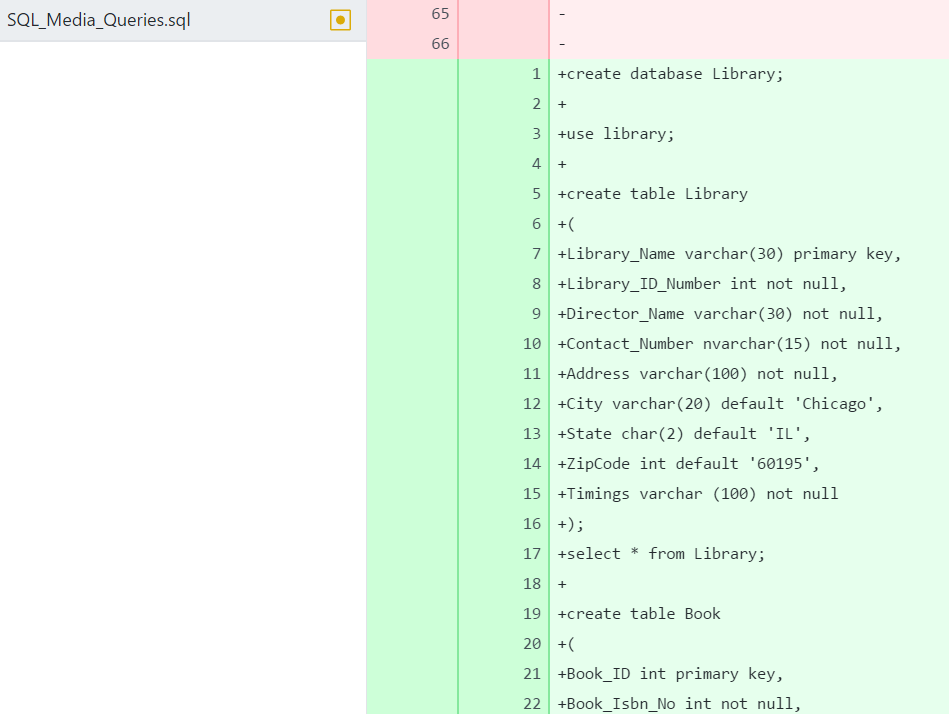 SQL_Media_Queries.sql
65 -
66 -
1 +create database Library;
2 +
3 +use library;
4 +
5 +create table Library
6 +(
7 +Library_Name varchar(30) primary key,
8 +Library_ID_Number int not null,
9 +Director_Name varchar(30) not null,
10 +Contact_Number nvarchar(15) not null,
11 +Address varchar(100) not null,
12 +City varchar(20) default 'Chicago',
13 +State char(2) default 'IL',
14 +ZipCode int default '60195',
15 +Timings varchar (100) not null
16 +);
17 +select * from Library;
18 +
19 +create table Book
20 +(
21 +Book_ID int primary key,
22 +Book_Isbn_No int not null,